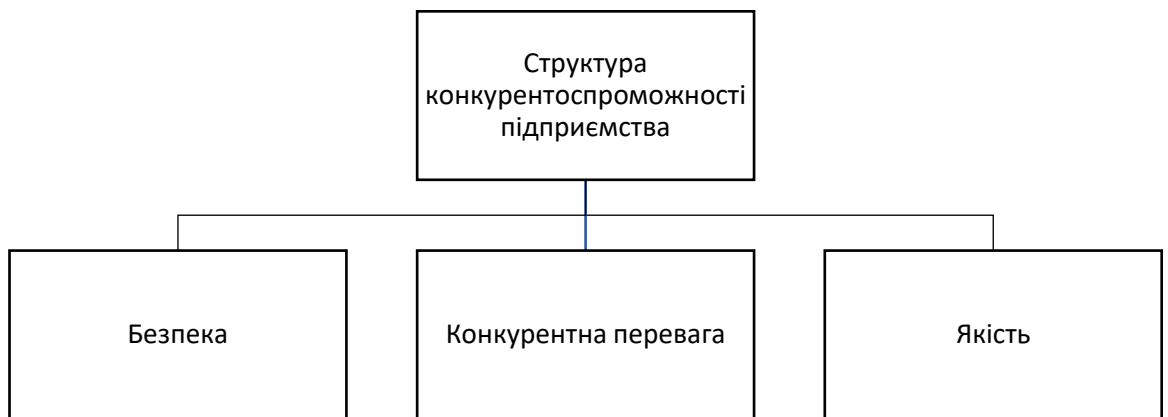 Структура
конкурентоспроможності
підприємства
Безпека
Конкурентна перевага
Якість